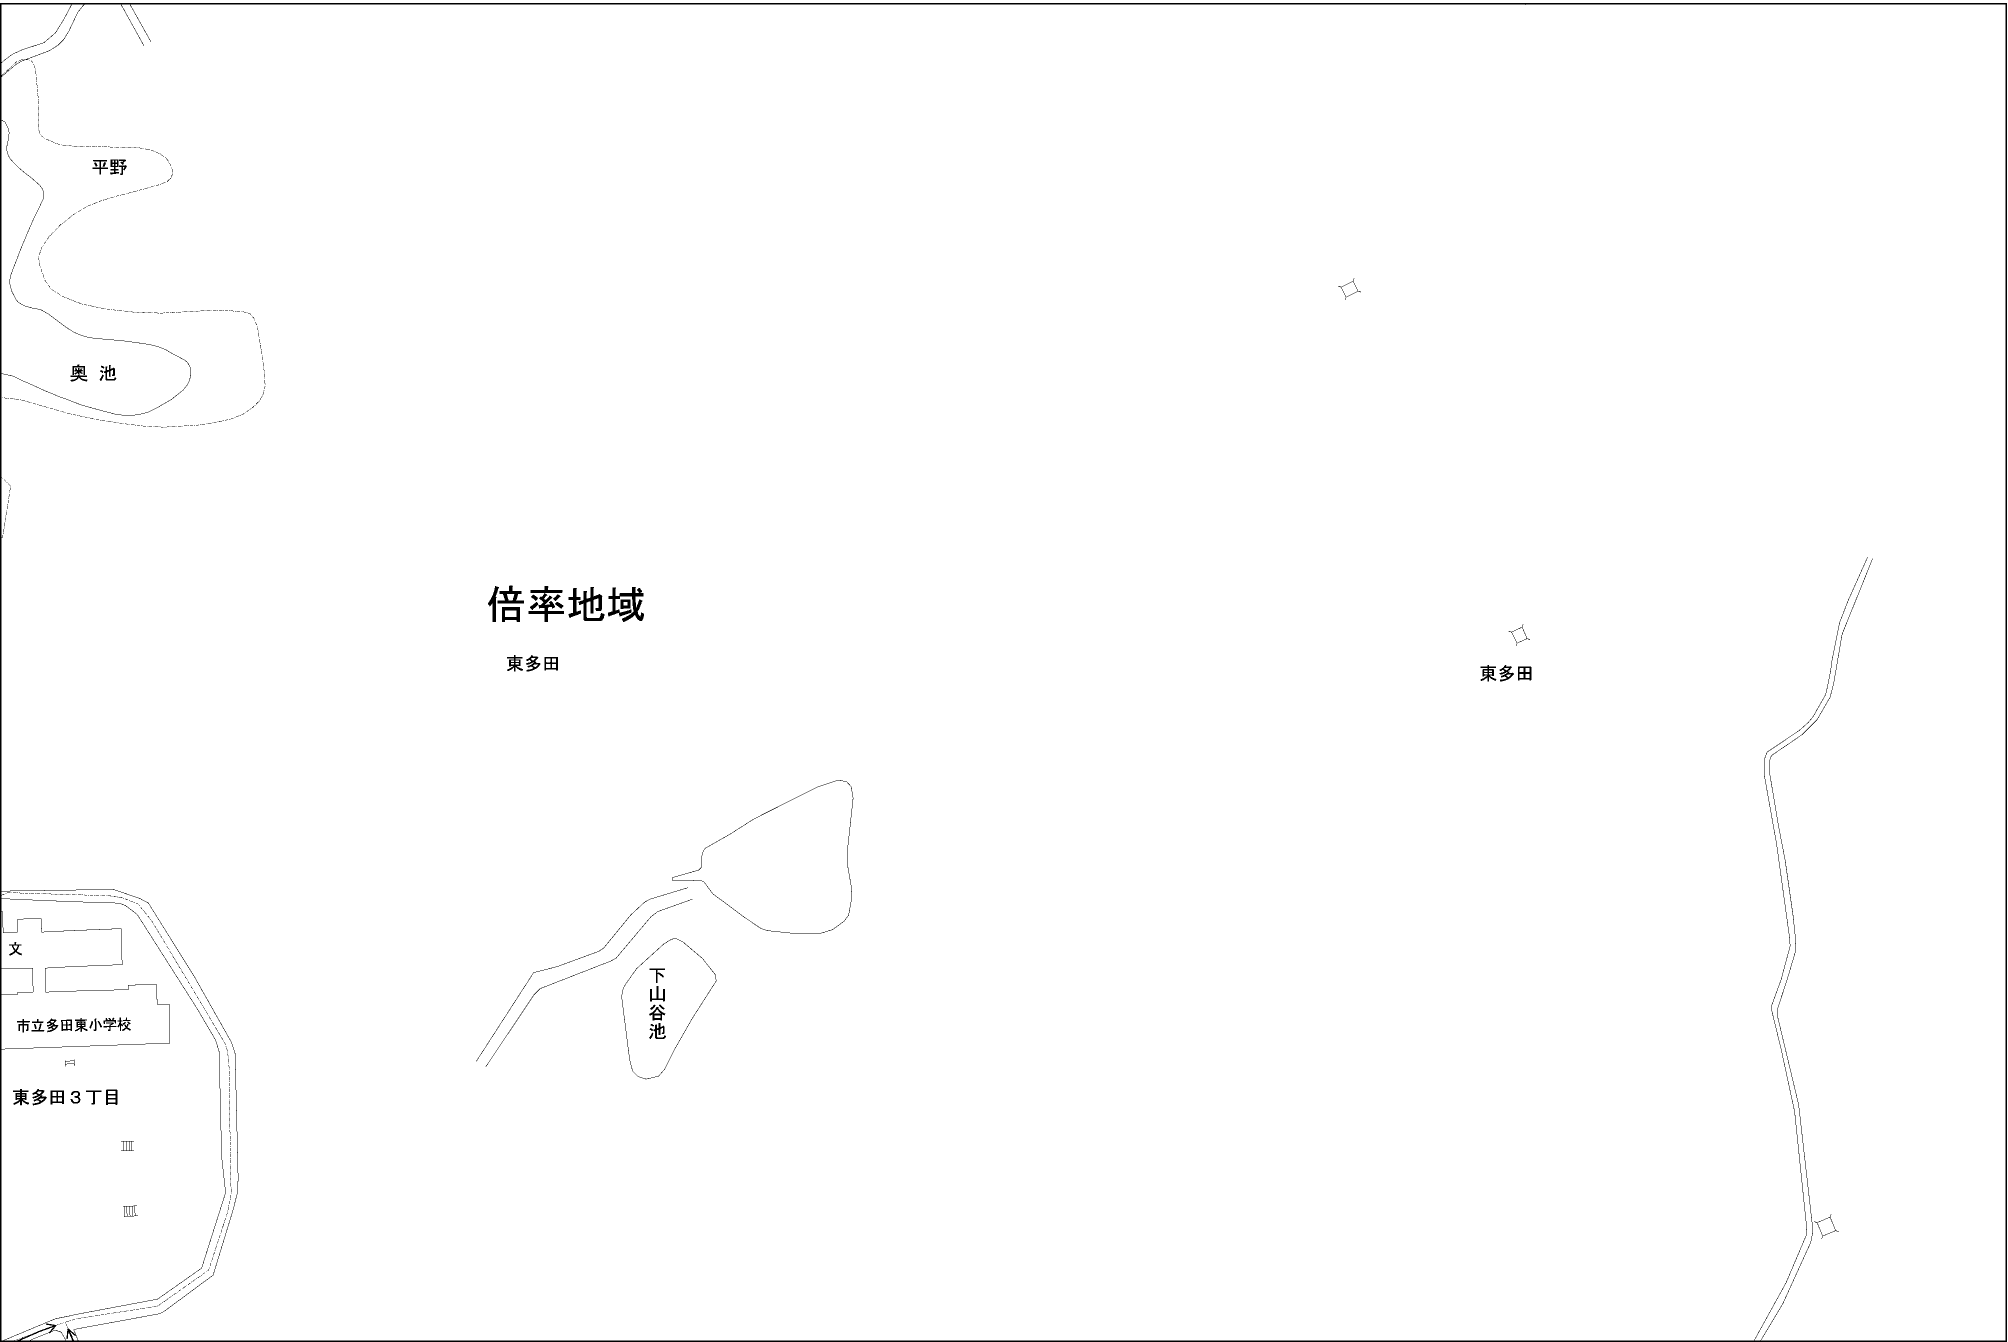 平野
奥池
倍率地域
東多田
東多田
下山谷池
文
市立多田東小学校
東多田３丁目